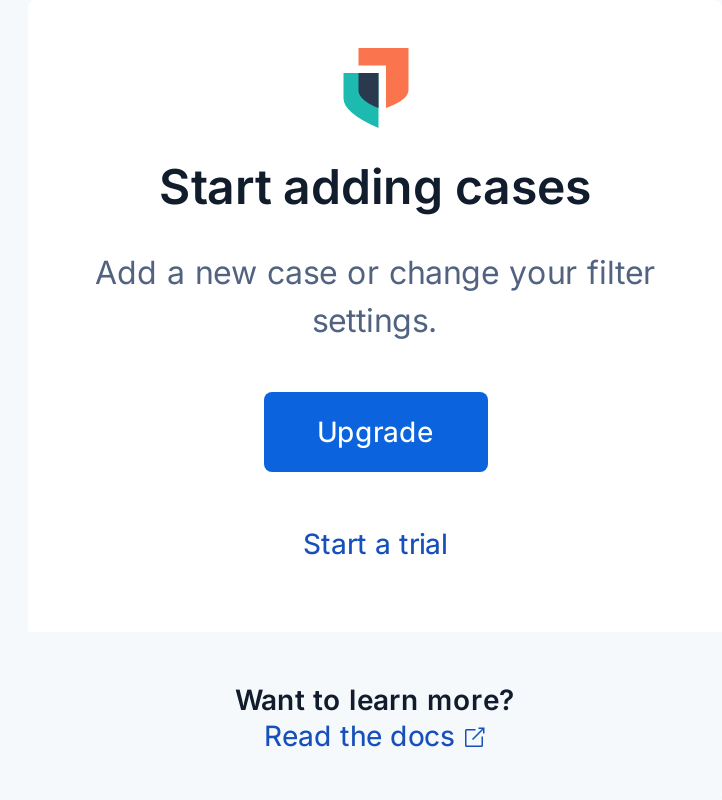 Start adding cases
Add a new case or change your filter
settings.
Upgrade
Start a trial
Want to learn more?
Read the docs